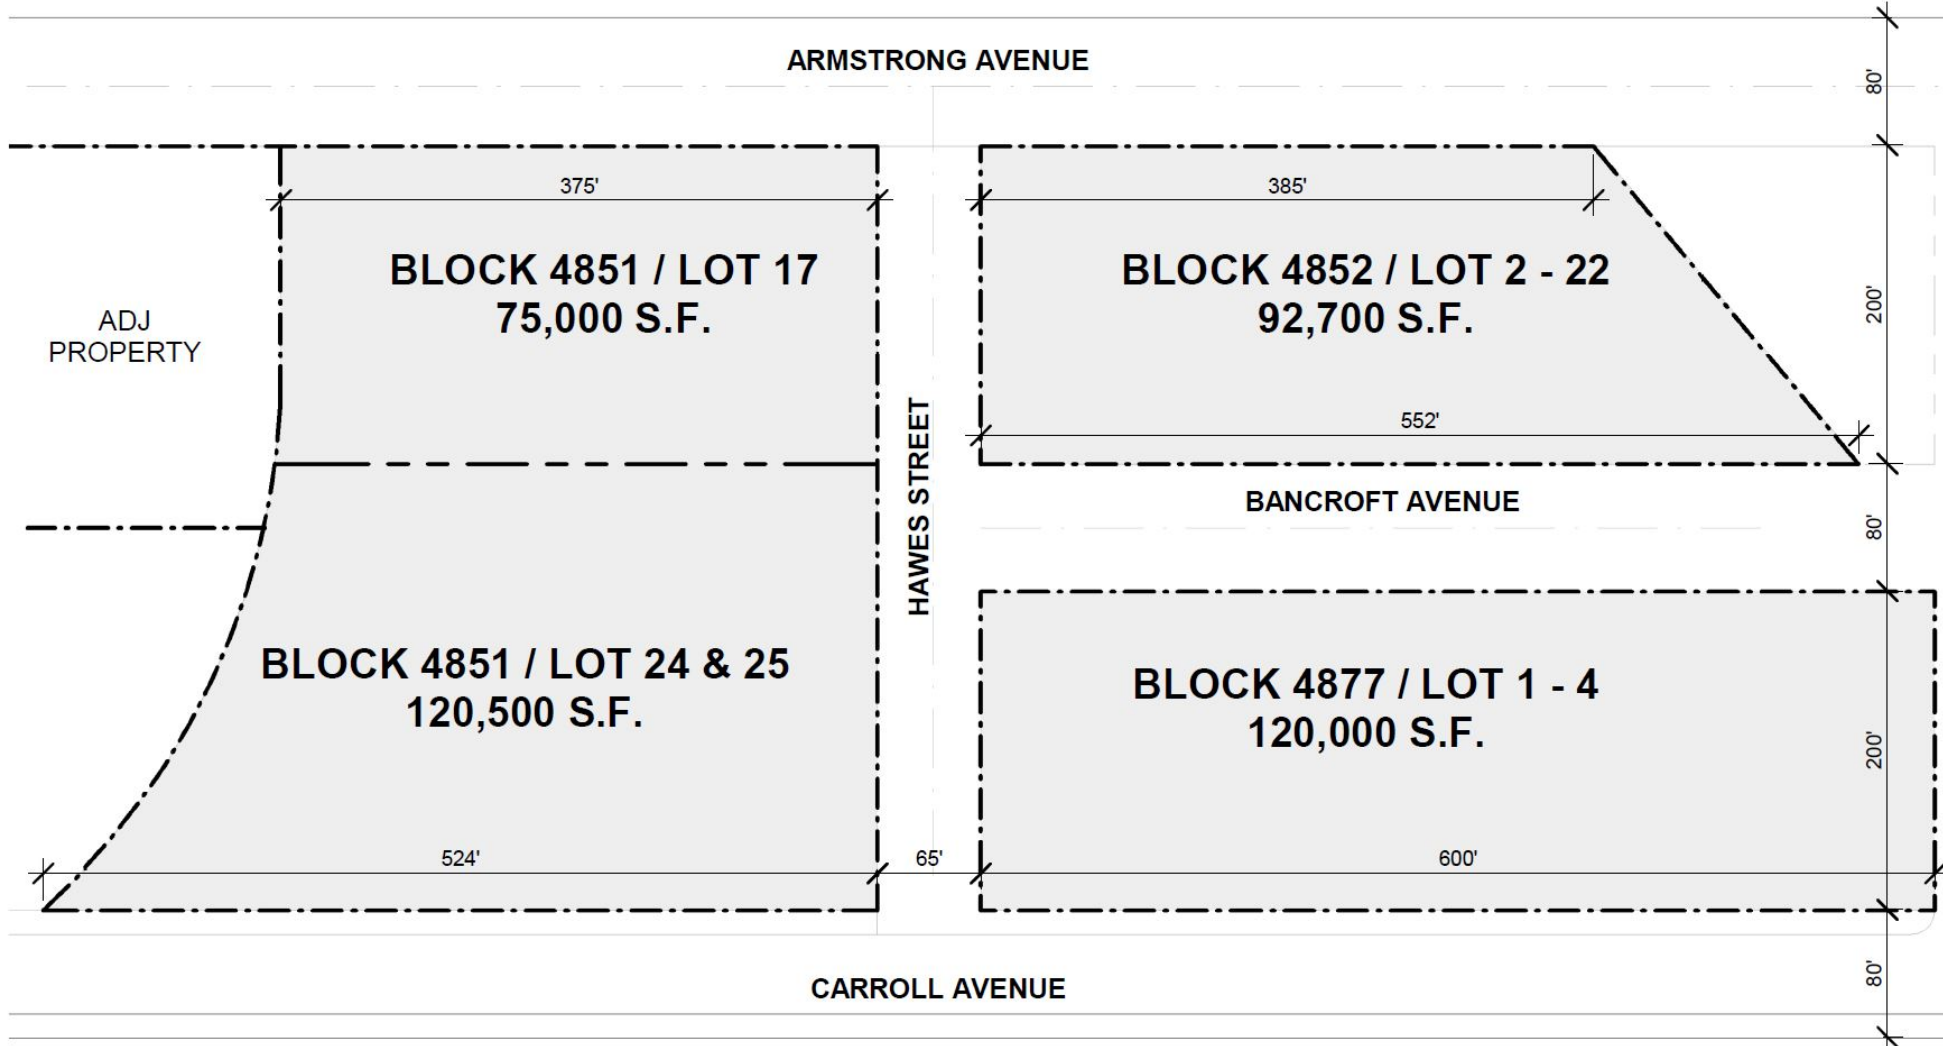 ARMSTRONG AVENUE
80'
375'
385'
BLOCK 4851 / LOT 17
75,000 S.F.
BLOCK 4852 / LOT 2 - 22
92,700 S.F.
ADJ
PROPERTY
200'
552'
HAWES STREET
BANCROFT AVENUE
80'
BLOCK 4851 / LOT 24 & 25
120,500 S.F.
BLOCK 4877 / LOT 1 - 4
120,000 S.F.
200'
524'
65'
600'
CARROLL AVENUE
80'